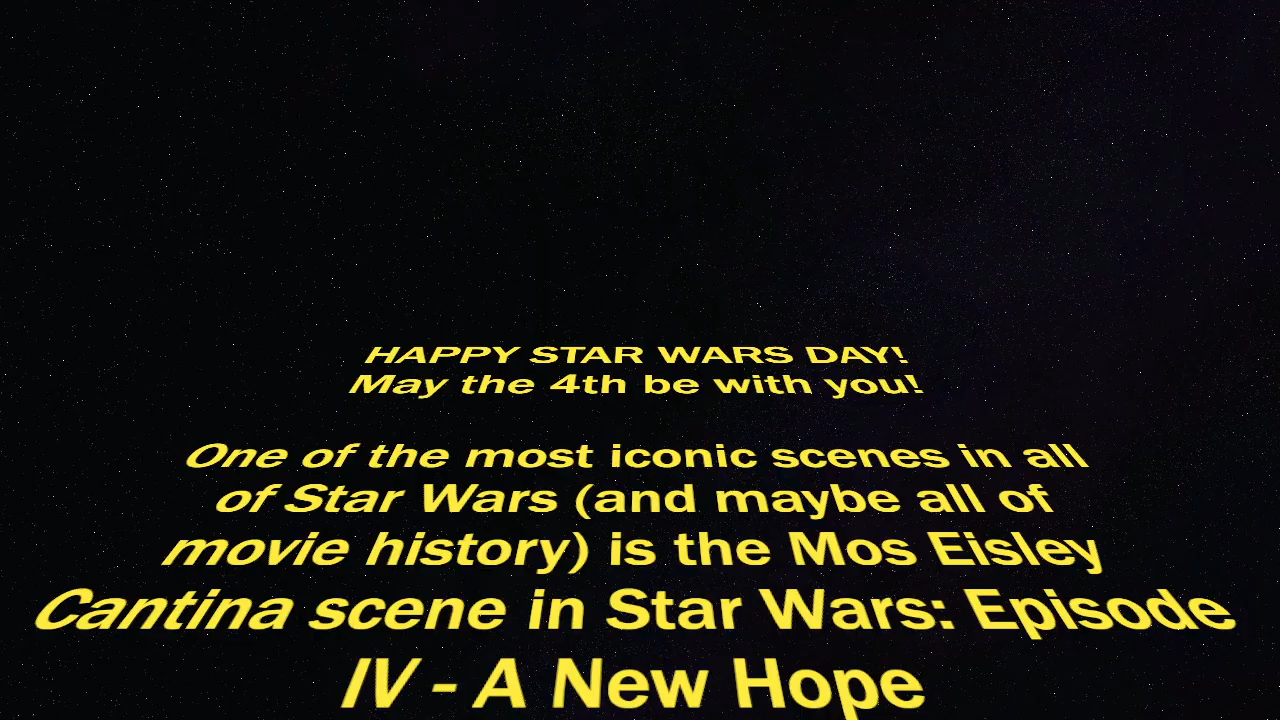 HAPPY STAR WARS DAY!
May the 4th be with you!
One of the most iconic scenes in all
of Star Wars (and maybe all of
movie history) is the Mos Eisley
Cantina scene in Star Wars: Episode
IV - A New Hope